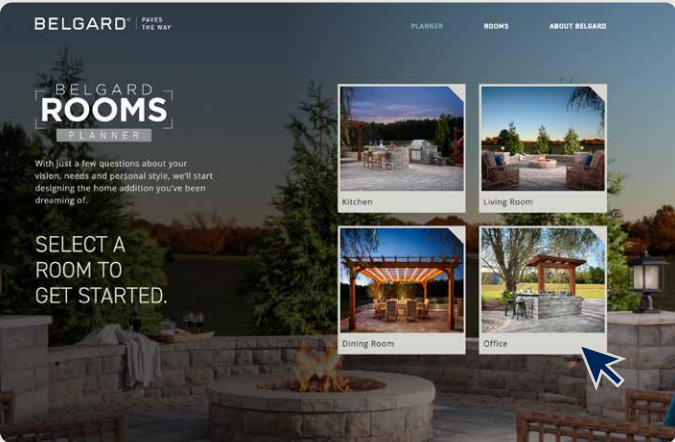 BELGARD® | PAVES
THE WAY
PLANNER
ROOMS
ABOUT BELGARD
BELGARD
ROOMS
PLANNER
With just a few questions about your
vision, needs and personal style, we'll start
designing the home addition you've been
dreaming of.
SELECT A
ROOM TO
GET STARTED.
Kitchen
Living Room
Dining Room
Office